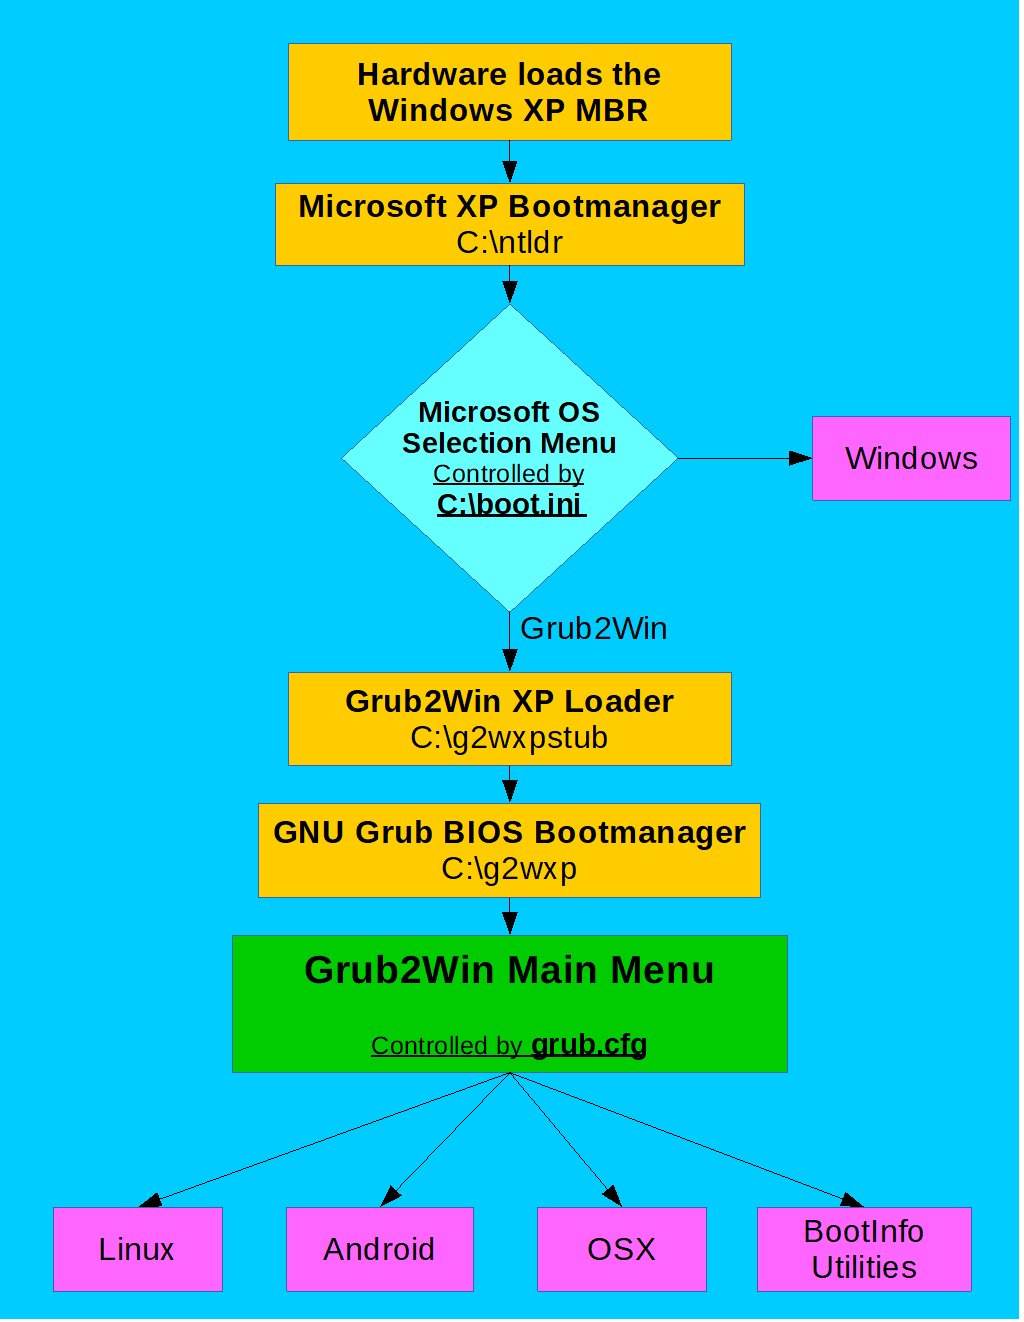 Hardware loads the
Windows XP MBR
Microsoft XP Bootmanager
C:\ntldr
Microsoft OS
Selection Menu
Controlled by
C:\boot.ini
Windows
Grub2Win
Grub2Win XP Loader
C:\g2wxpstub
GNU Grub BIOS Bootmanager
C:\g2wxp
Grub2Win Main Menu
Controlled by grub.cfg
Linux
Android
OSX
BootInfo
Utilities